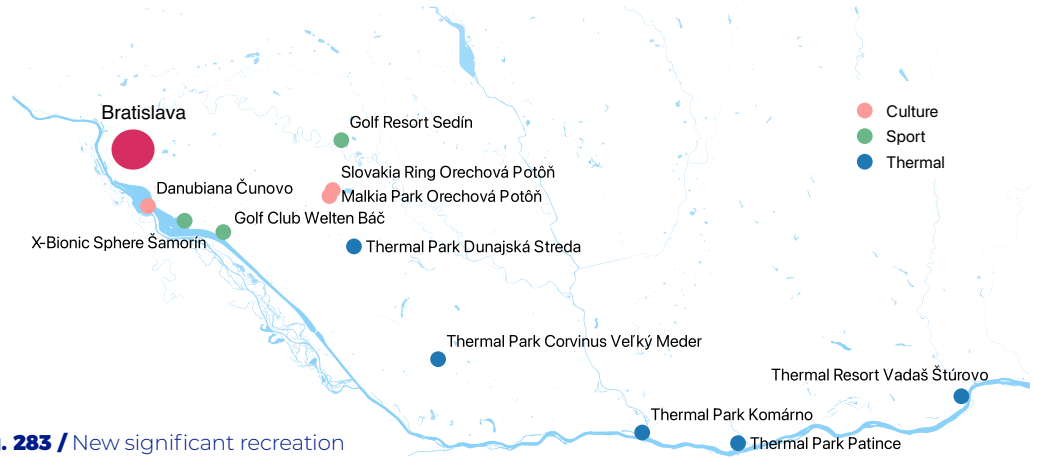 Bratislava
Golf Resort Sedín
Culture
Sport
Thermal
Slovakia Ring Orechová Potôň
Malkia Park Orechová Potôň
Danubiana Čunovo
Golf Club Welten Báč
X-Bionic Sphere Šamorín
Thermal Park Dunajská Streda
Thermal Park Corvinus Veľký Meder
Thermal Resort Vadaš Štúrovo
Thermal Park Komárno
Thermal Park Patince
. 283 / New significant recreation